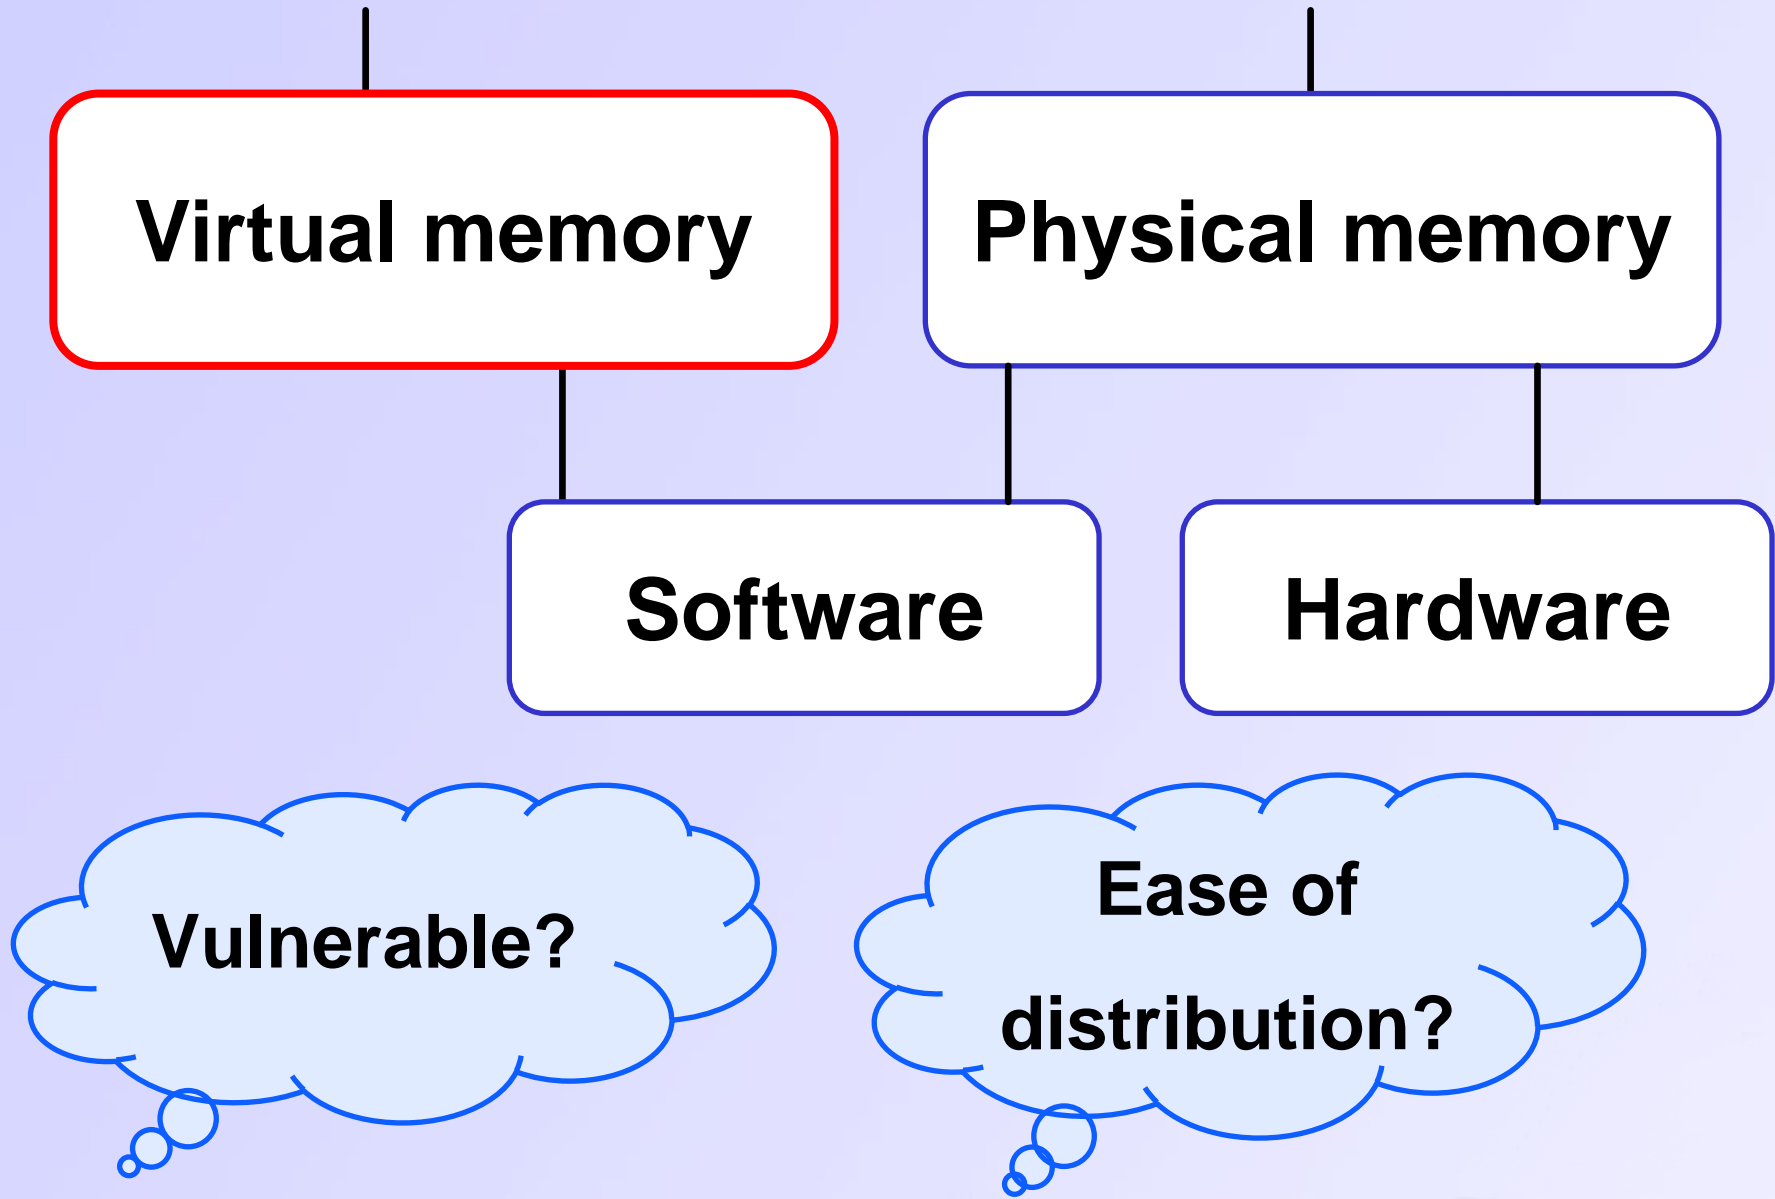 Virtual memory
Physical memory
Software
Hardware
Vulnerable?
Ease of
distribution?